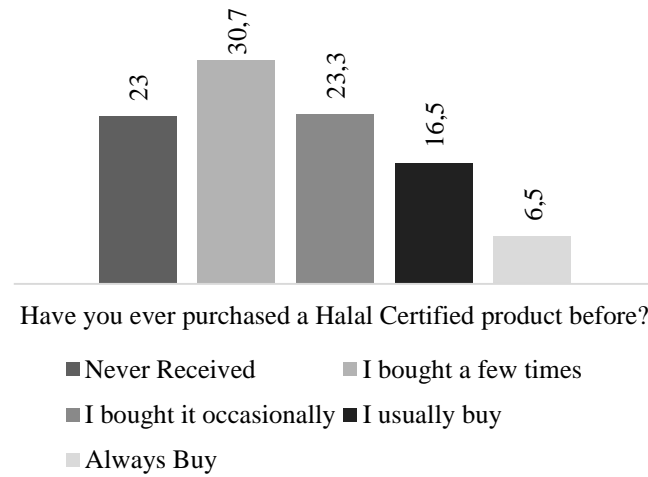 23
30,7
23,3
16,5
6,5
Have you ever purchased a Halal Certified product before?
Never Received
I bought a few times
I bought it occasionally
I usually buy
Always Buy